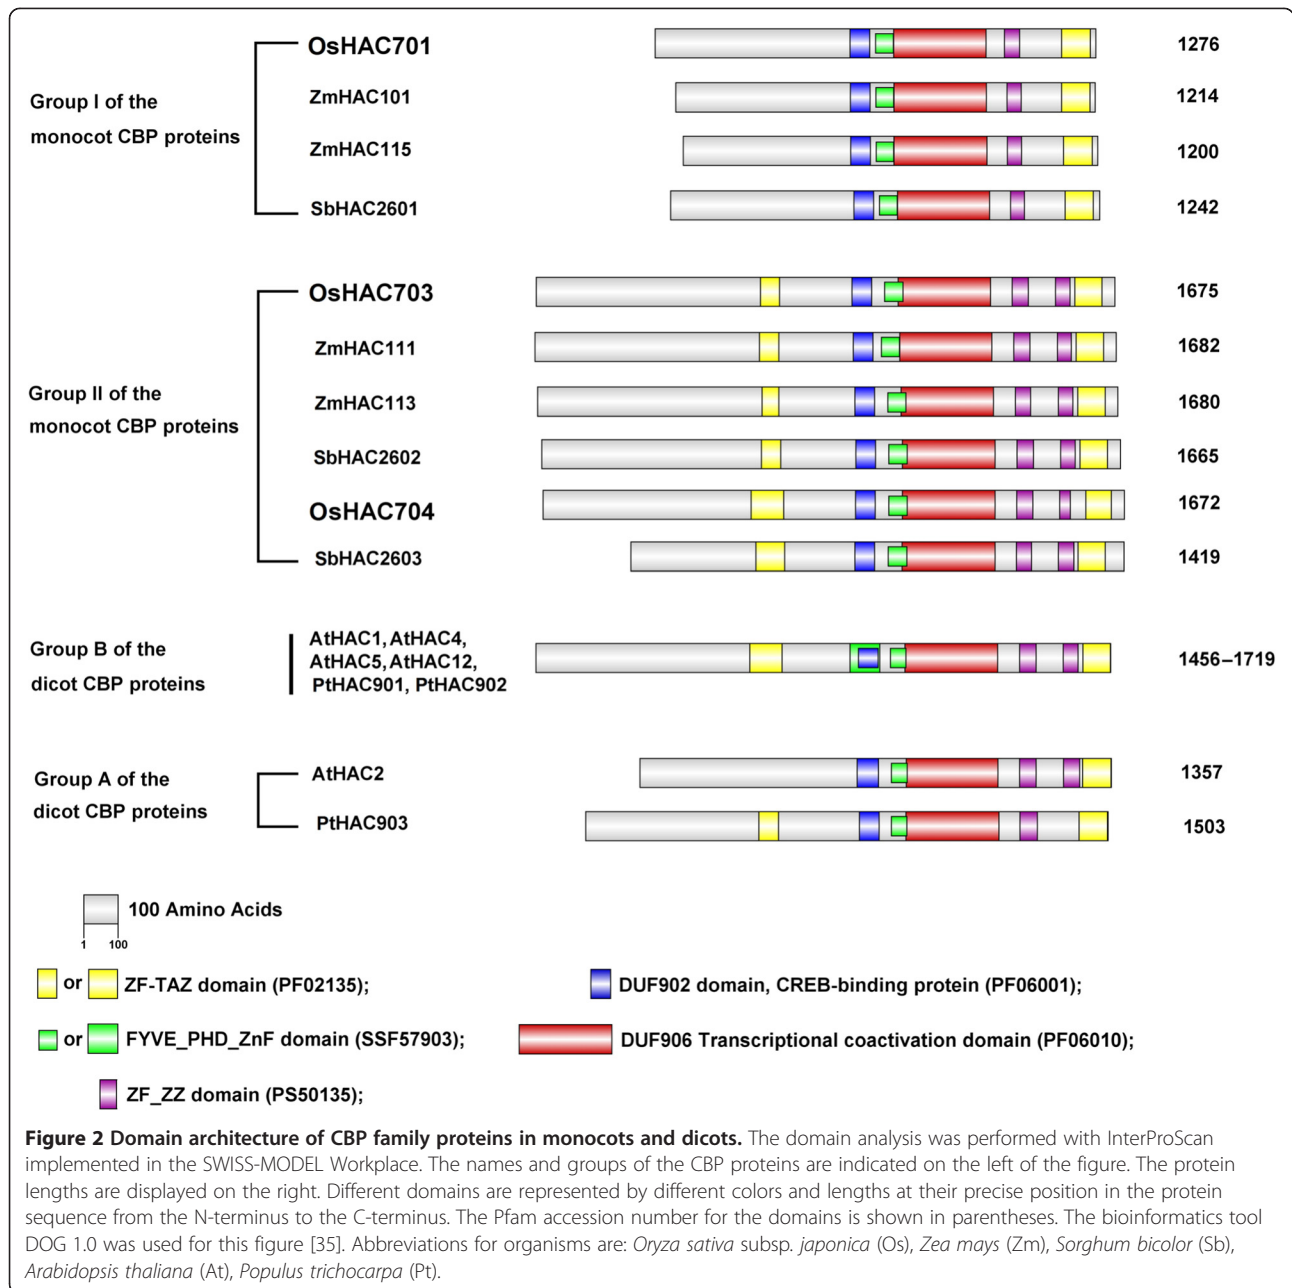 OsHAC701 1276
Group I of the
monocot CBP proteins
ZmHAC101 1214
ZmHAC115 1200
SbHAC2601 1242
OsHAC703 1675
ZmHAC111 1682
Group II of the
monocot CBP proteins
ZmHAC113 1680
SbHAC2602 1665
OsHAC704 1672
SbHAC2603 1419
Group B of the
dicot CBP proteins
AtHAC1, AtHAC4,
AtHAC5, AtHAC12,
PtHAC901, PtHAC902
1456–1719
Group A of the
dicot CBP proteins
AtHAC2 1357
PtHAC903 1503
100 Amino Acids
1 100
or ZF-TAZ domain (PF02135); DUF902 domain, CREB-binding protein (PF06001);
or FYVE_PHD_ZnF domain (SSF57903); DUF906 Transcriptional coactivation domain (PF06010);
ZF_ZZ domain (PS50135);
Figure 2 Domain architecture of CBP family proteins in monocots and dicots. The domain analysis was performed with InterProScan
implemented in the SWISS-MODEL Workplace. The names and groups of the CBP proteins are indicated on the left of the figure. The protein
lengths are displayed on the right. Different domains are represented by different colors and lengths at their precise position in the protein
sequence from the N-terminus to the C-terminus. The Pfam accession number for the domains is shown in parentheses. The bioinformatics tool
DOG 1.0 was used for this figure [35]. Abbreviations for organisms are: Oryza sativa subsp. japonica (Os), Zea mays (Zm), Sorghum bicolor (Sb),
Arabidopsis thaliana (At), Populus trichocarpa (Pt).